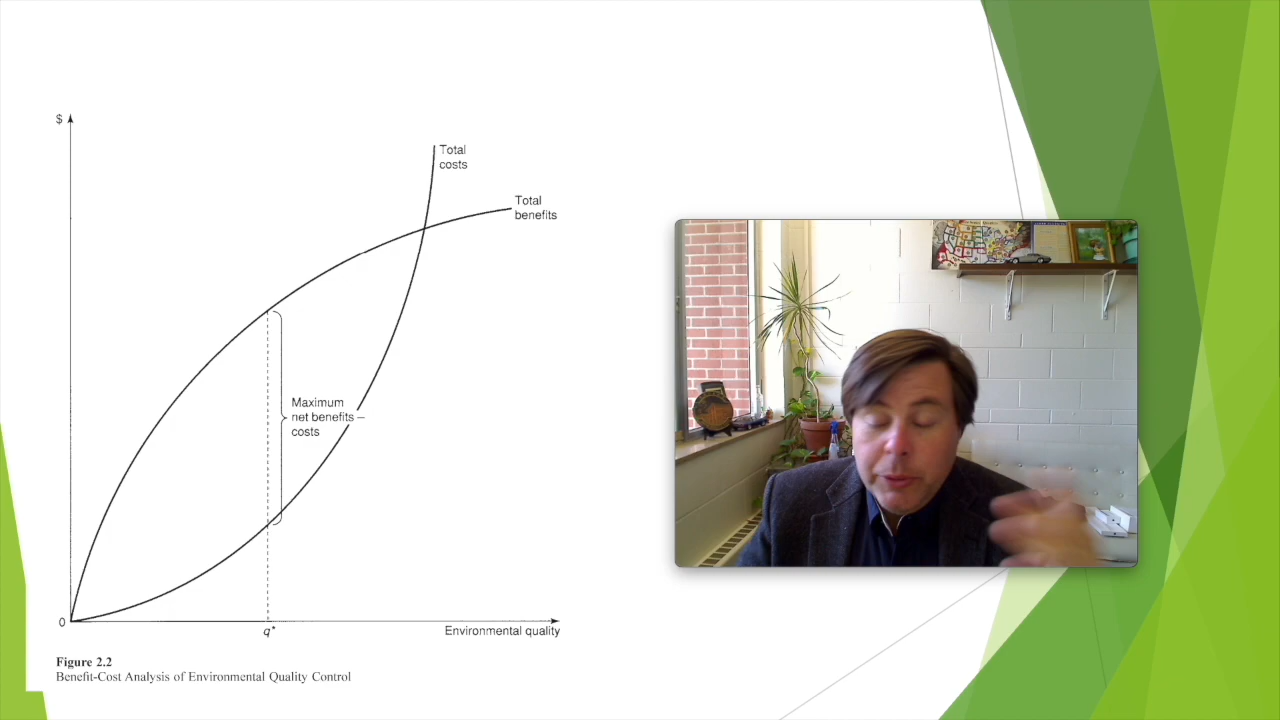 $
Total
costs
Total
benefits
Maximum
net benefits –
costs
0
q*
Environmental quality
Figure 2.2
Benefit-Cost Analysis of Environmental Quality Control